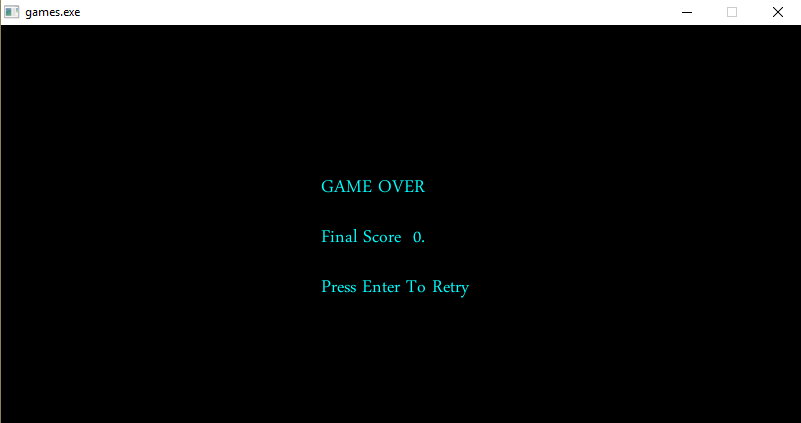 games.exe
GAME OVER
Final Score  0.
Press Enter To Retry